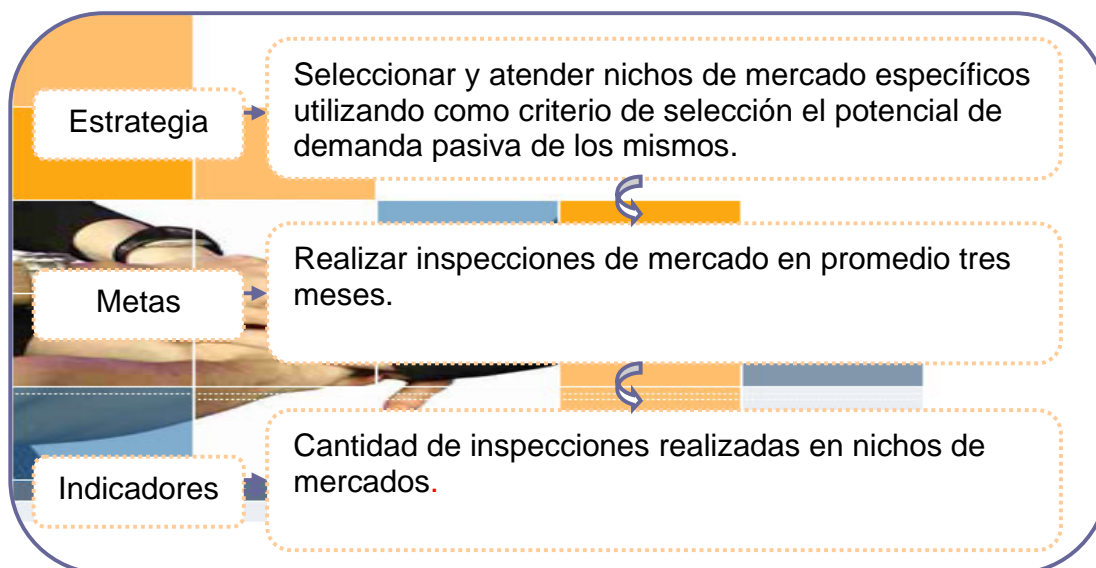 Estrategia
Seleccionar y atender nichos de mercado específicos
utilizando como criterio de selección el potencial de
demanda pasiva de los mismos.
Metas
Realizar inspecciones de mercado en promedio tres
meses.
Indicadores
Cantidad de inspecciones realizadas en nichos de
mercados.